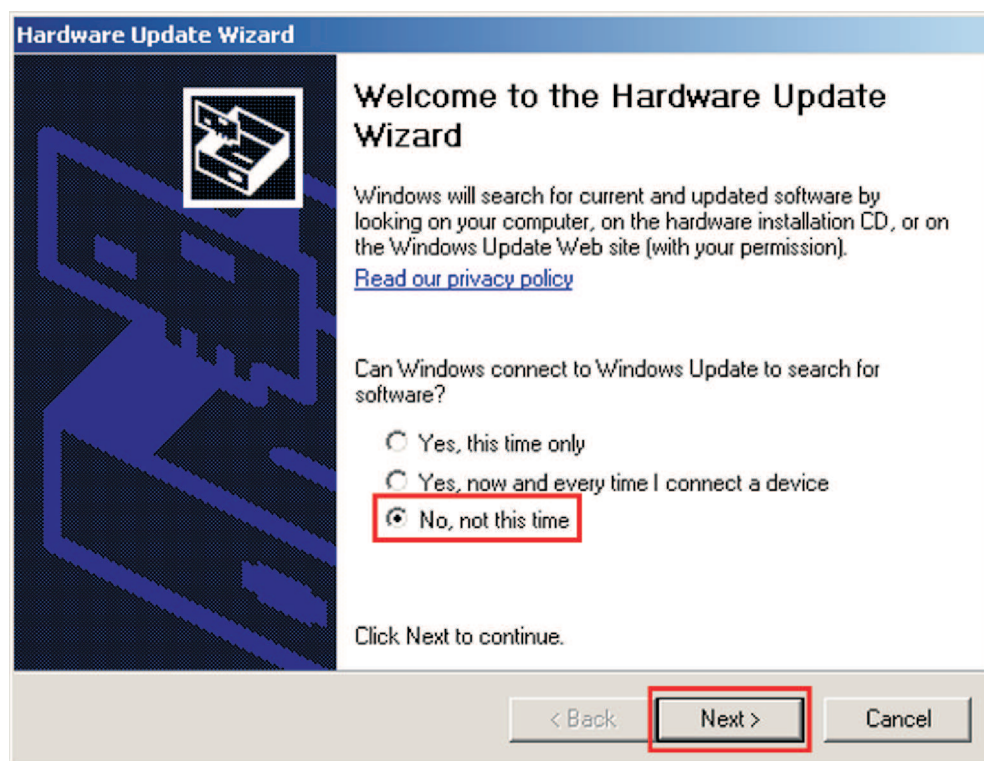 Hardware Update Wizard
Welcome to the Hardware Update
Wizard
Windows will search for current and updated software by
looking on your computer, on the hardware installation CD, or on
the Windows Update Web site (with your permission).
Read our privacy policy
Can Windows connect to Windows Update to search for
software?
Yes, this time only
Yes, now and every time I connect a device
No, not this time
Click Next to continue.
< Back Next > Cancel